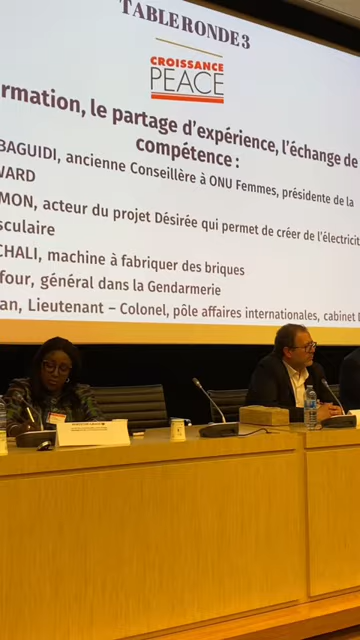 TABLE RONDE 3
CROISSANCE
PEACE
rmation, le partage d'expérience, l'échange de
compétence :
BAGUIDI, ancienne Conseillère à ONU Femmes, présidente de la
WARD
MON, acteur du projet Désirée qui permet de créer de l'électricit
sculaire
CHALI, machine à fabriquer des briques
four, général dans la Gendarmerie
an, Lieutenant – Colonel, pôle affaires internationales, cabinet D